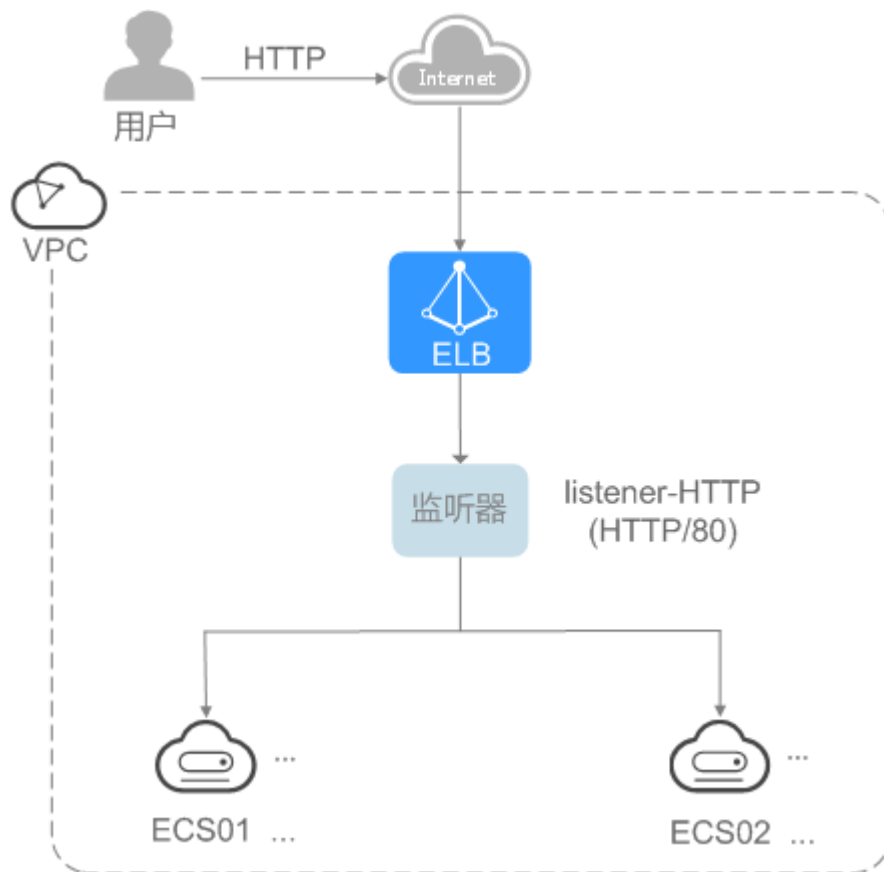 HTTP
Internet
用户
VPC
ELB
监听器
listener-HTTP
(HTTP/80)
...
...
ECS01 ...
ECS02 ...